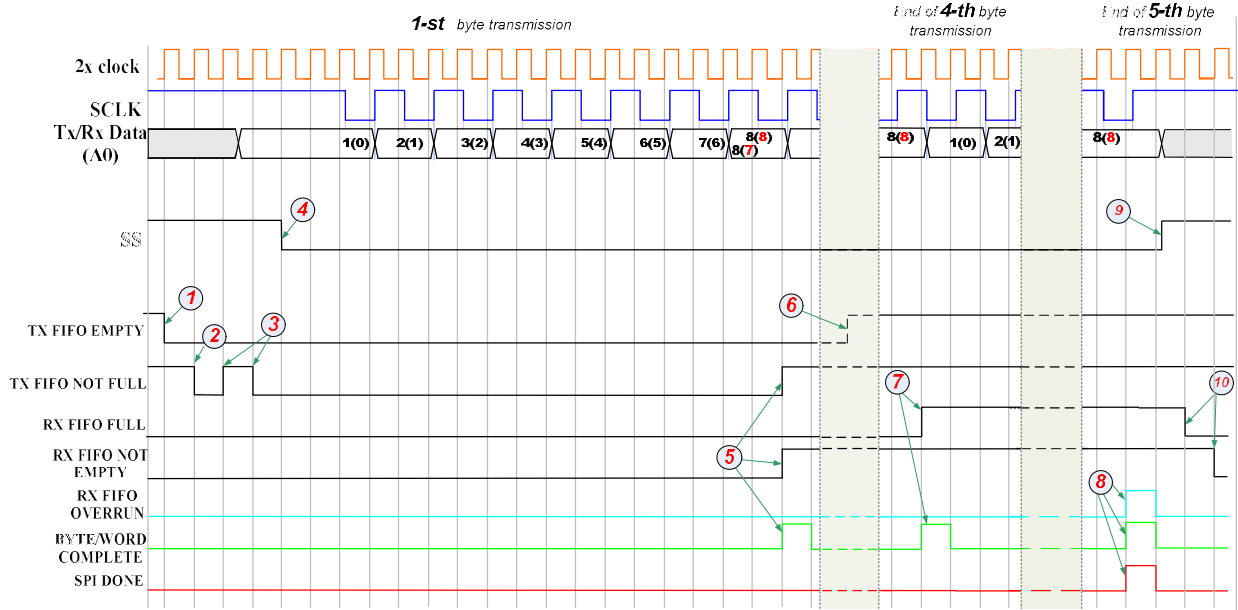 1-st byte transmission
End of 4-th byte
transmission
End of 5-th byte
transmission
2x clock
SCLK
Tx/Rx Data
(A0)
1(0)
2(1)
3(2)
4(3)
5(4)
6(5)
7(6)
8(8)
8(7)
8(8)
1(0)
2(1)
8(8)
SS
4
9
1
2
3
6
TX FIFO EMPTY
TX FIFO NOT FULL
7
10
RX FIFO FULL
RX FIFO NOT
EMPTY
5
8
RX FIFO
OVERRUN
BYTE/WORD
COMPLETE
SPI DONE